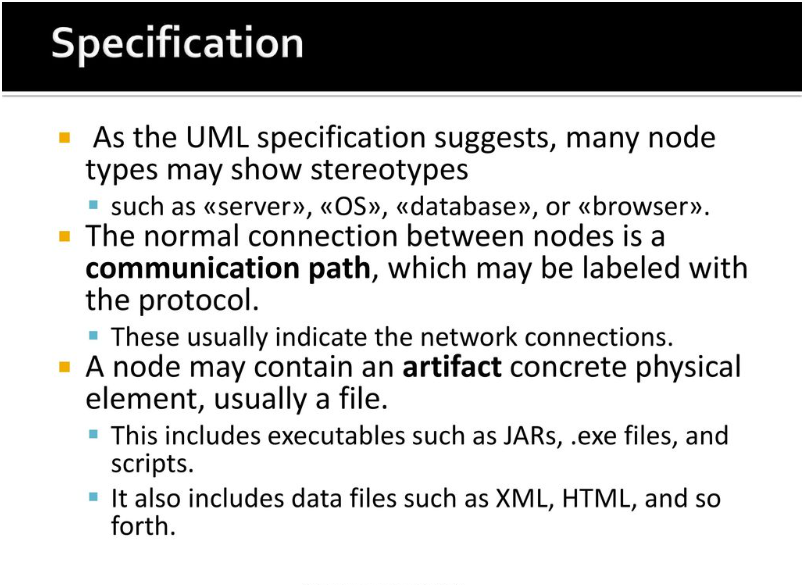 Specification
As the UML specification suggests, many node
types may show stereotypes
such as «server», «OS», «database», or «browser».
The normal connection between nodes is a
communication path, which may be labeled with
the protocol.
These usually indicate the network connections.
A node may contain an artifact concrete physical
element, usually a file.
This includes executables such as JARs, .exe files, and
scripts.
It also includes data files such as XML, HTML, and so
forth.